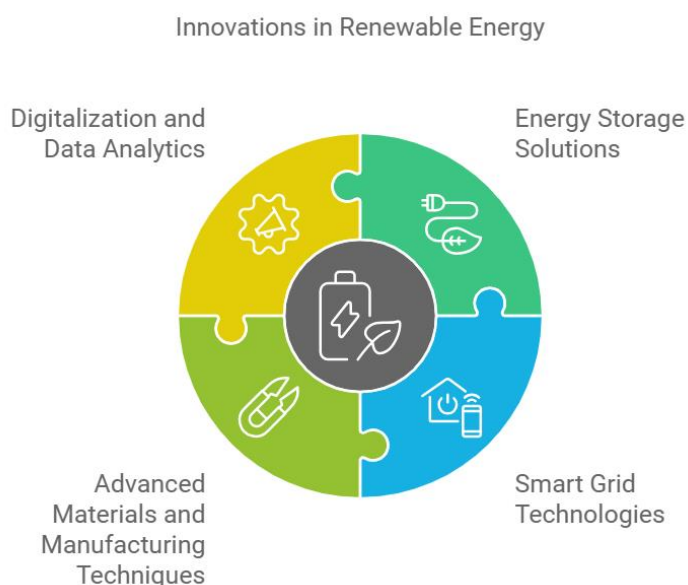 Innovations in Renewable Energy
Digitalization and
Data Analytics
Energy Storage
Solutions
Advanced
Materials and
Manufacturing
Techniques
Smart Grid
Technologies